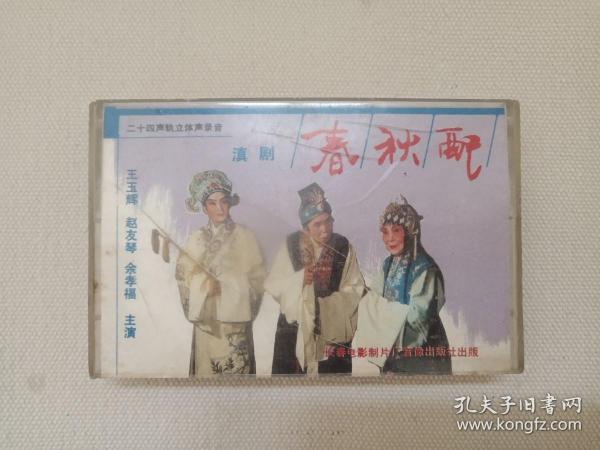 二十四声轨立体声录音
滇剧
春秋配
王玉辉 赵友琴 余孝福 主演
长春电影制片厂音像出版社出版
孔夫子旧书网
www.kongfz.com